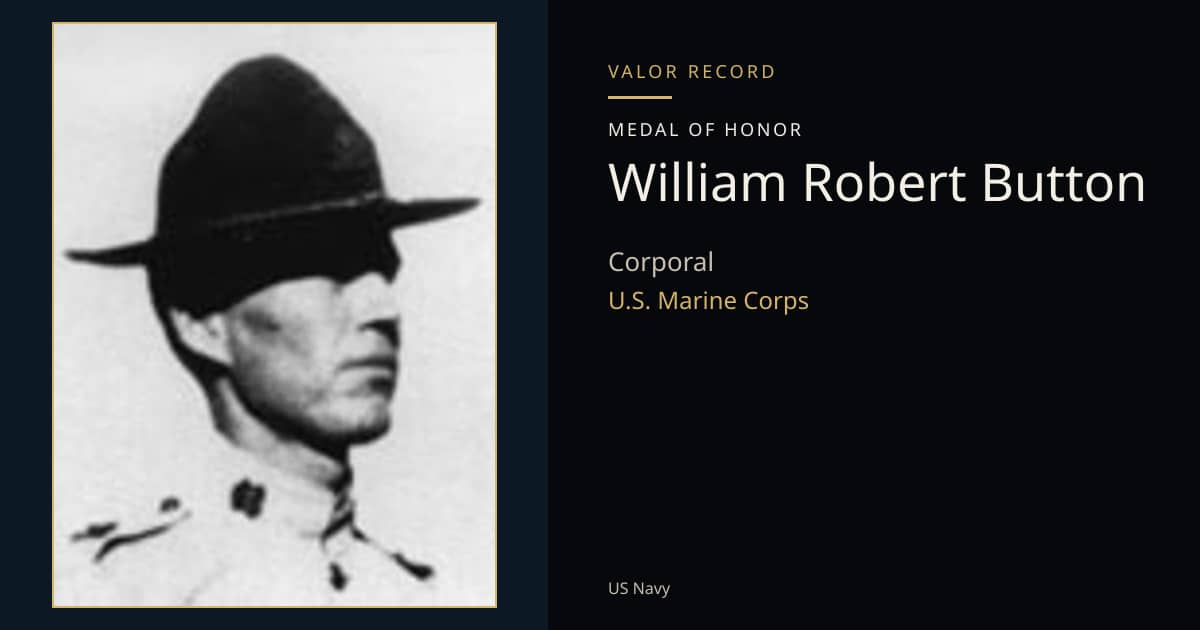 VALOR RECORD
MEDAL OF HONOR
William Robert Button
Corporal
U.S. Marine Corps
US Navy